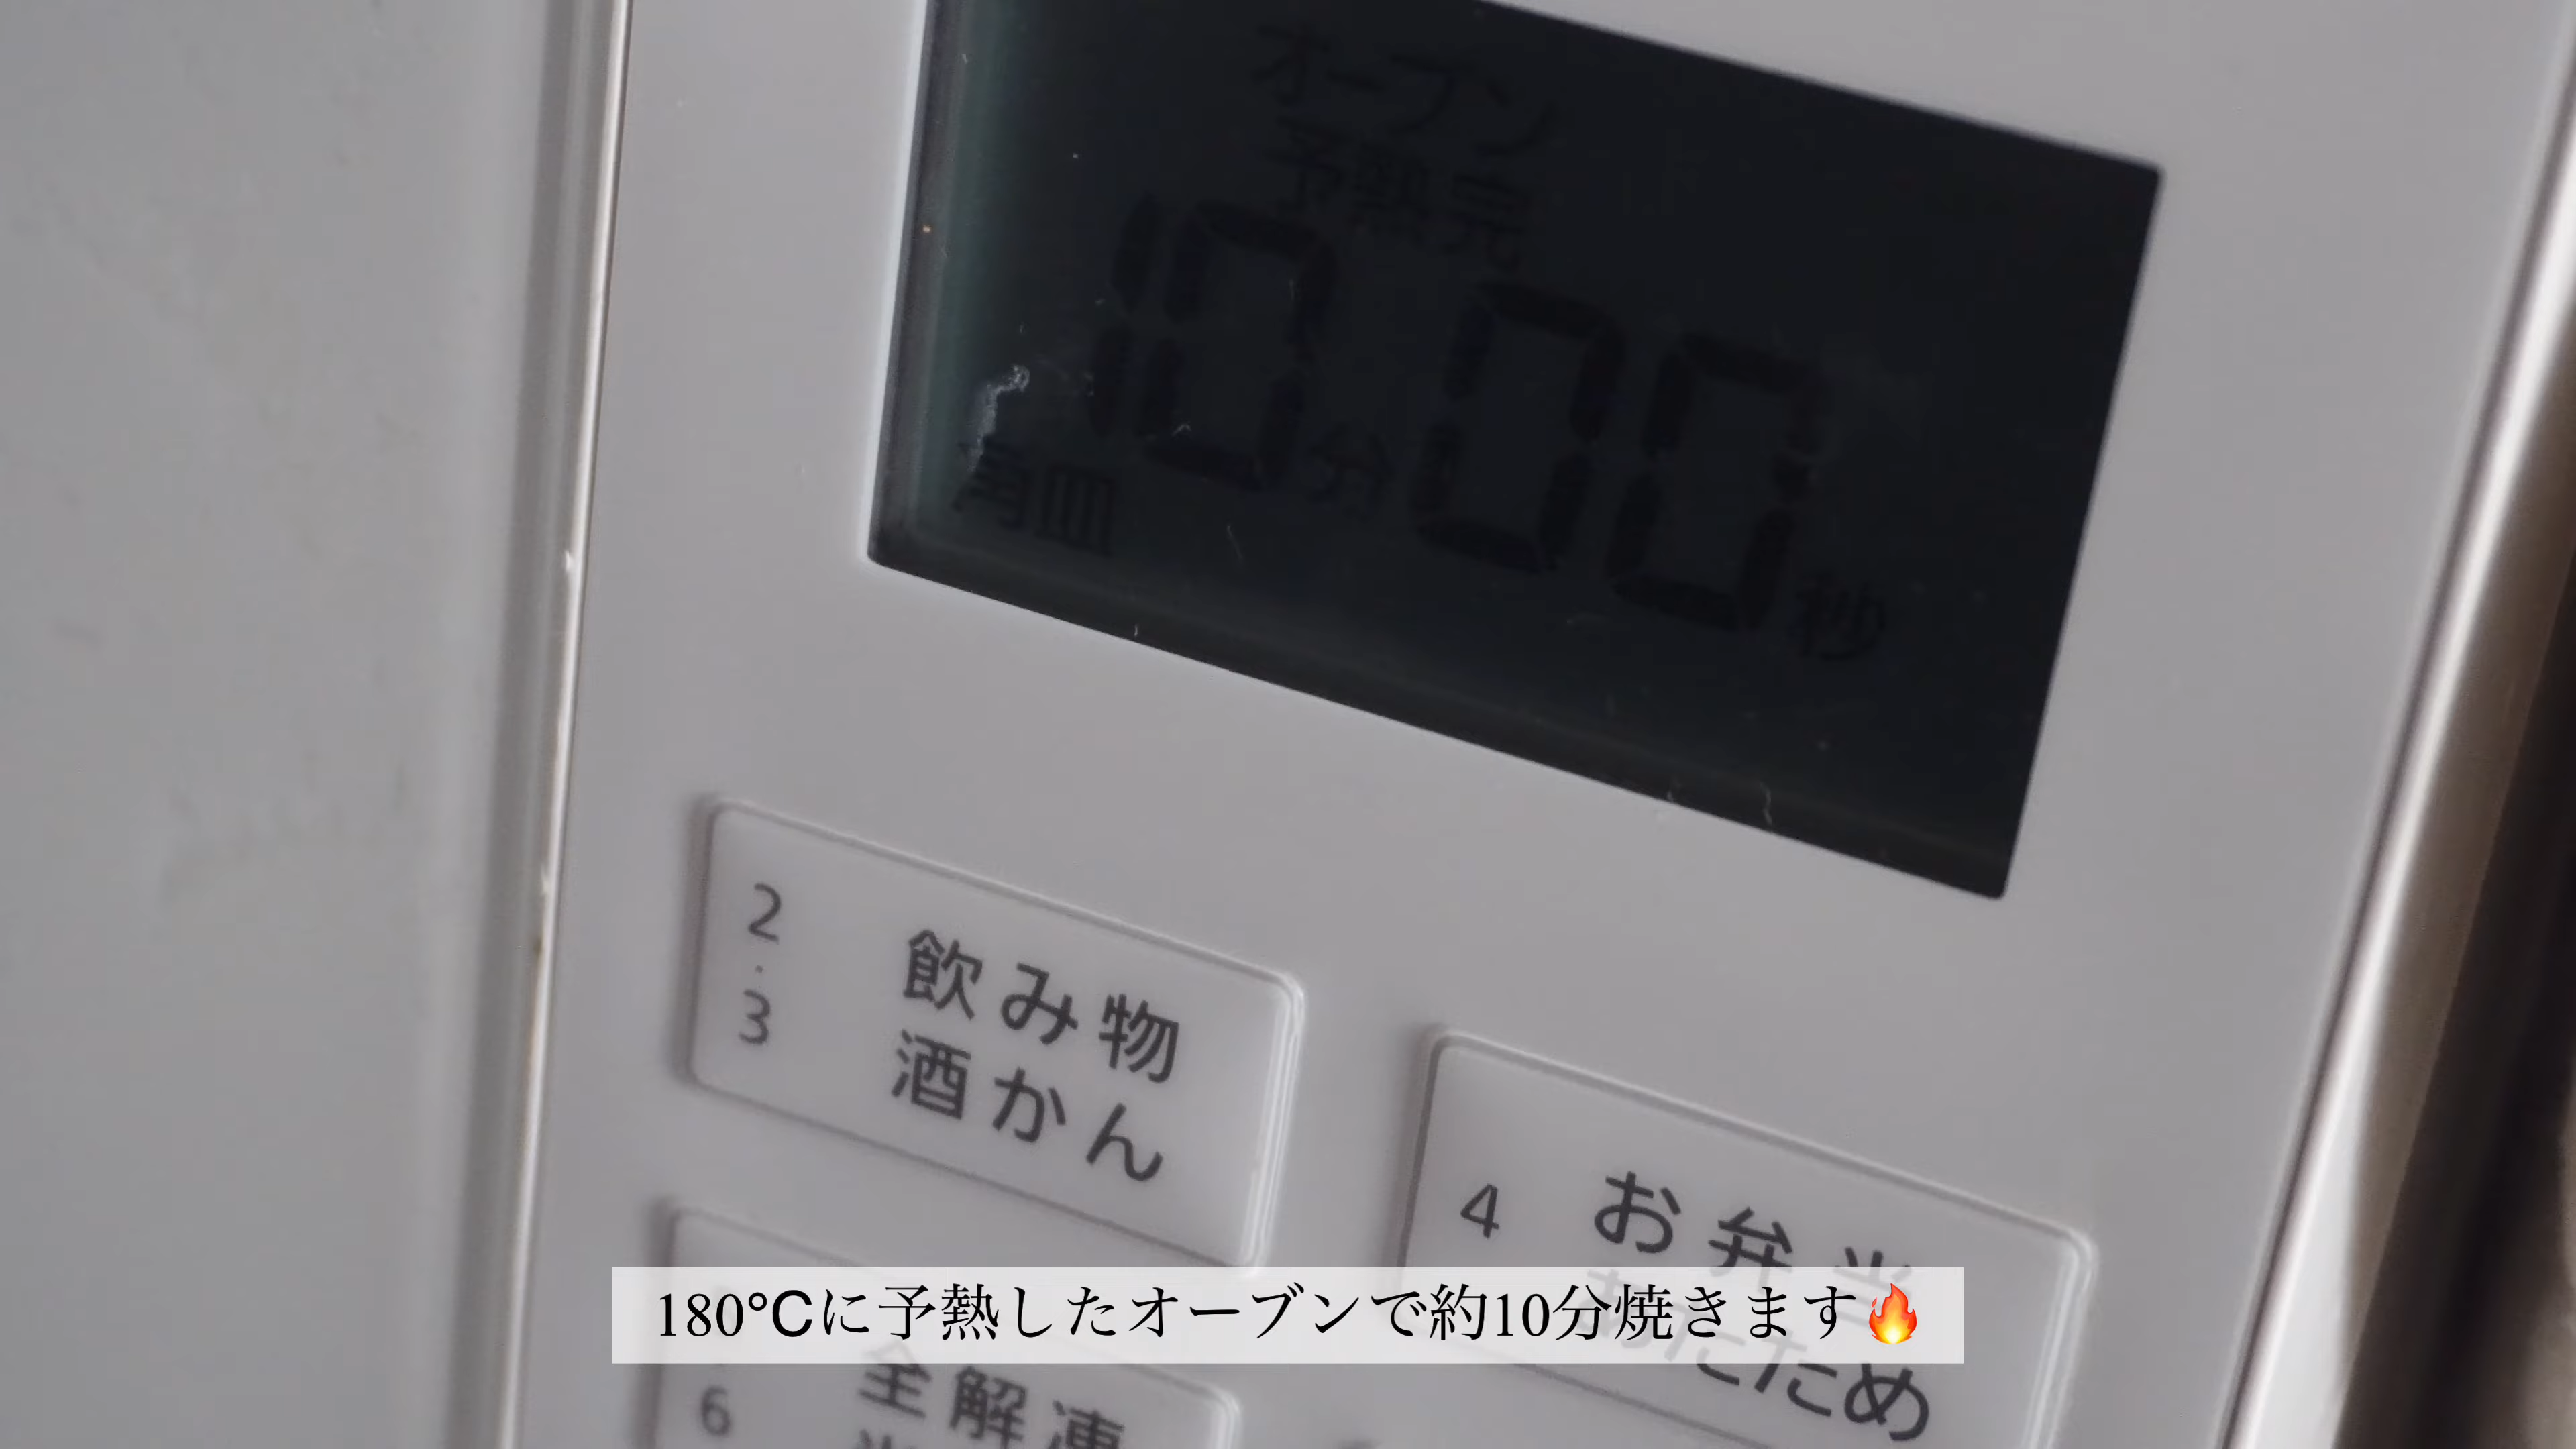 オーブン
予熱完
10分00秒
角皿
2・3 飲み物
酒かん
4 お弁当
あたため
180℃に予熱したオーブンで約10分焼きます🔥
6 全解凍